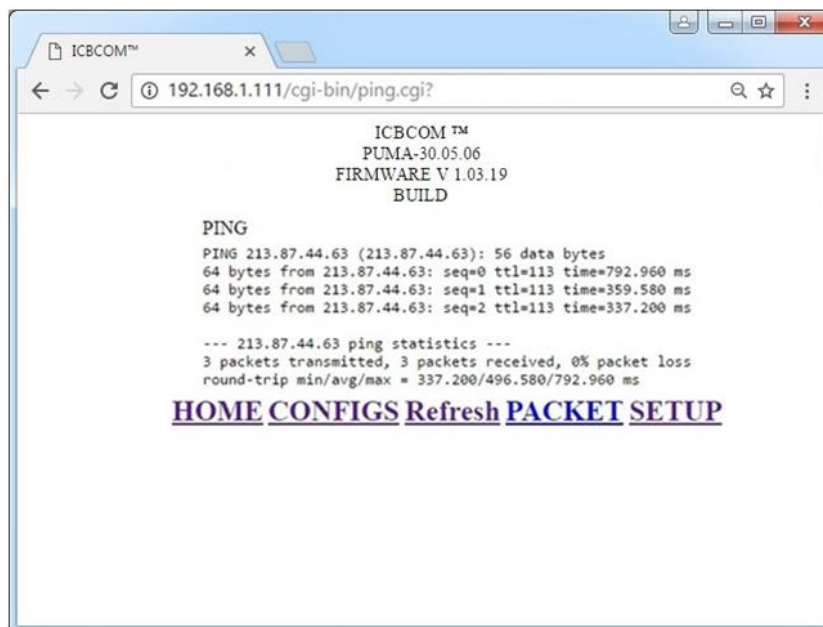 ICBCOM™
192.168.1.111/cgi-bin/ping.cgi?
ICBCOM ™
PUMA-30.05.06
FIRMWARE V 1.03.19
BUILD
PING
PING 213.87.44.63 (213.87.44.63): 56 data bytes
64 bytes from 213.87.44.63: seq=0 ttl=113 time=792.960 ms
64 bytes from 213.87.44.63: seq=1 ttl=113 time=359.580 ms
64 bytes from 213.87.44.63: seq=2 ttl=113 time=337.200 ms
--- 213.87.44.63 ping statistics ---
3 packets transmitted, 3 packets received, 0% packet loss
round-trip min/avg/max = 337.200/496.580/792.960 ms
HOME CONFIGS Refresh PACKET SETUP